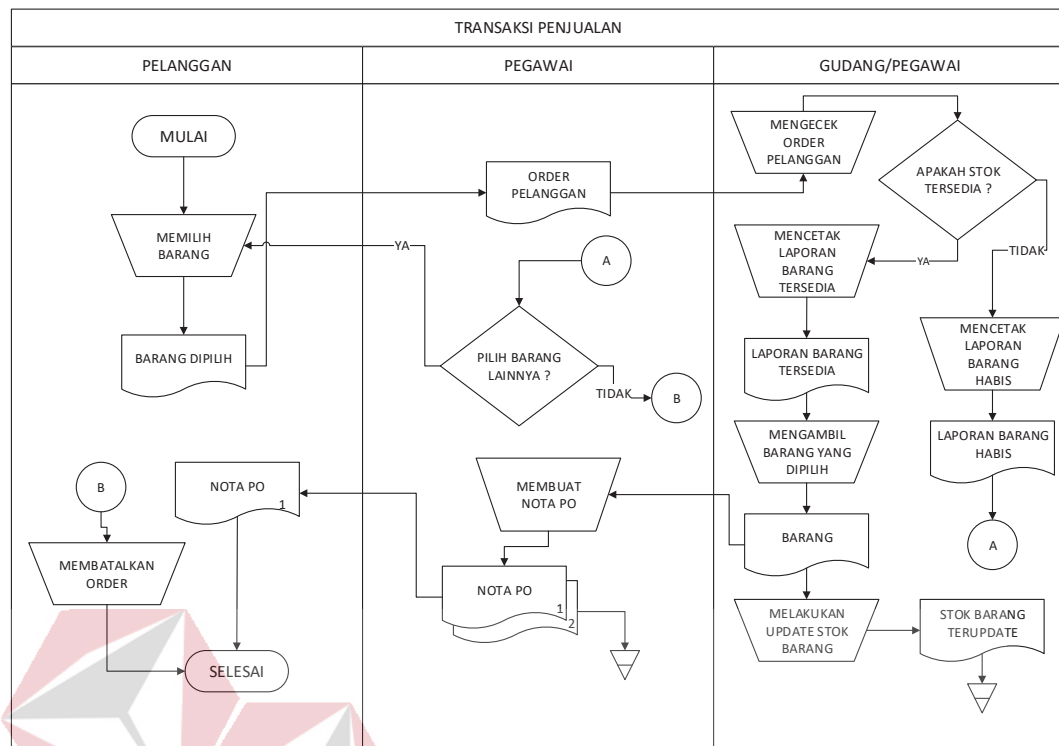 TRANSAKSI PENJUALAN
PELANGGAN
PEGAWAI
GUDANG/PEGAWAI
MULAI
MEMILIH
BARANG
BARANG DIPILIH
B
MEMBATALKAN
ORDER
NOTA PO
1
SELESAI
ORDER
PELANGGAN
YA
A
PILIH BARANG
LAINNYA ?
TIDAK
B
MEMBUAT
NOTA PO
NOTA PO
1
2
MENGECEK
ORDER
PELANGGAN
APAKAH STOK
TERSEDIA ?
YA
TIDAK
MENCETAK
LAPORAN
BARANG
TERSEDIA
LAPORAN BARANG
TERSEDIA
MENGAMBIL
BARANG YANG
DIPILIH
BARANG
MELAKUKAN
UPDATE STOK
BARANG
STOK BARANG
TERUPDATE
MENCETAK
LAPORAN
BARANG
HABIS
LAPORAN BARANG
HABIS
A